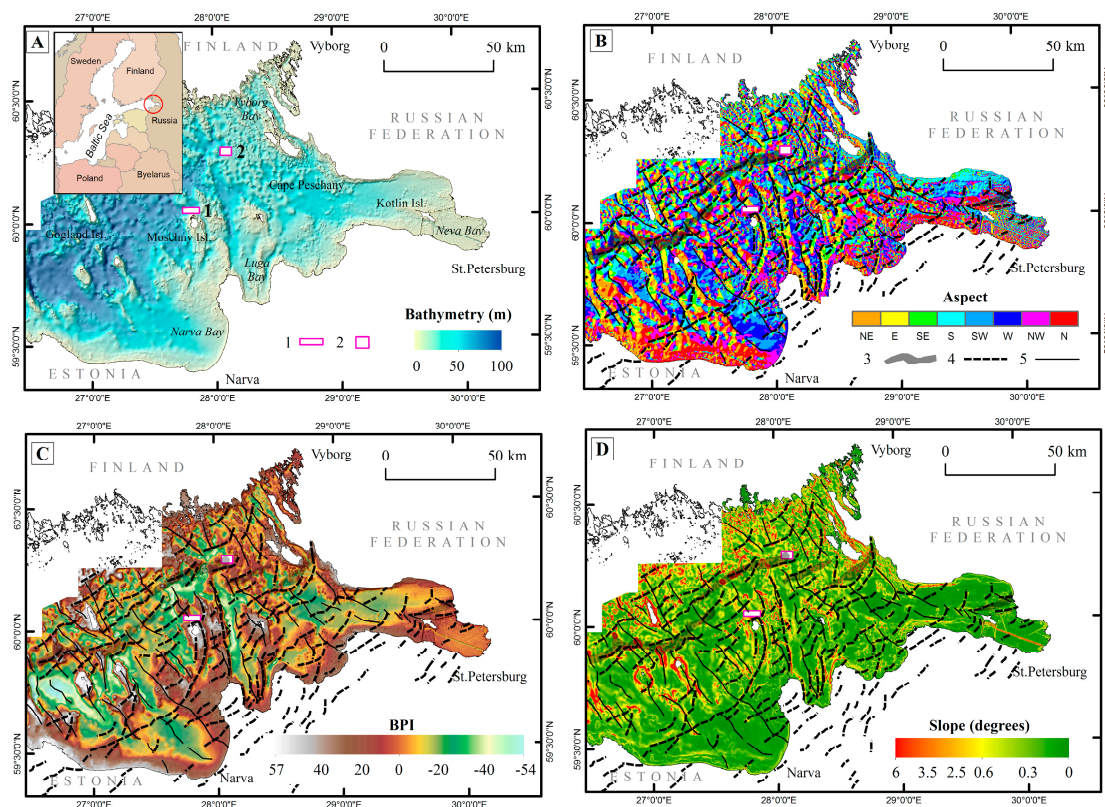 27°0'0"E 28°0'0"E 29°0'0"E
A
FINLAND
Vyborg
0 50 km
Sweden
Finland
Russia
Baltic Sea
Poland
Byelarus
60°30'0"N
Vyborg
Bay
RUSSIAN
FEDERATION
2
Cape Peschany
1
Kotlin Isl.
60°0'0"N
Gogland Isl.
Moschniy Isl.
Neva Bay
Luga
Bay
St.Petersburg
Narva Bay
Bathymetry (m)
0 50 100
1 2
59°30'0"N
ESTONIA
Narva
27°0'0"E 28°0'0"E 29°0'0"E 30°0'0"E
27°0'0"E 28°0'0"E 29°0'0"E 30°0'0"E
B
FINLAND
Vyborg
0 50 km
60°30'0"N
RUSSIAN
FEDERATION
60°0'0"N
St.Petersburg
Aspect
NE E SE S SW W NW N
3 4 5
59°30'0"N
ESTONIA
Narva
27°0'0"E 28°0'0"E 29°0'0"E 30°0'0"E
27°0'0"E 28°0'0"E 29°0'0"E 30°0'0"E
C
FINLAND
Vyborg
0 50 km
60°30'0"N
RUSSIAN
FEDERATION
60°0'0"N
St.Petersburg
BPI
57 40 20 0 -20 -40 -54
59°30'0"N
ESTONIA
Narva
27°0'0"E 28°0'0"E 29°0'0"E 30°0'0"E
27°0'0"E 28°0'0"E 29°0'0"E 30°0'0"E
D
FINLAND
Vyborg
0 50 km
60°30'0"N
RUSSIAN
FEDERATION
60°0'0"N
St.Petersburg
Slope (degrees)
6 3.5 2.5 0.6 0.3 0
59°30'0"N
ESTONIA
Narva
27°0'0"E 28°0'0"E 29°0'0"E 30°0'0"E